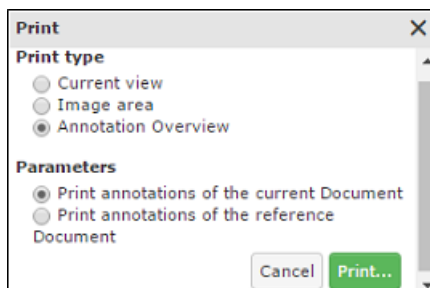 Print
Print type
Current view
Image area
Annotation Overview
Parameters
Print annotations of the current Document
Print annotations of the reference
Document
Cancel Print...